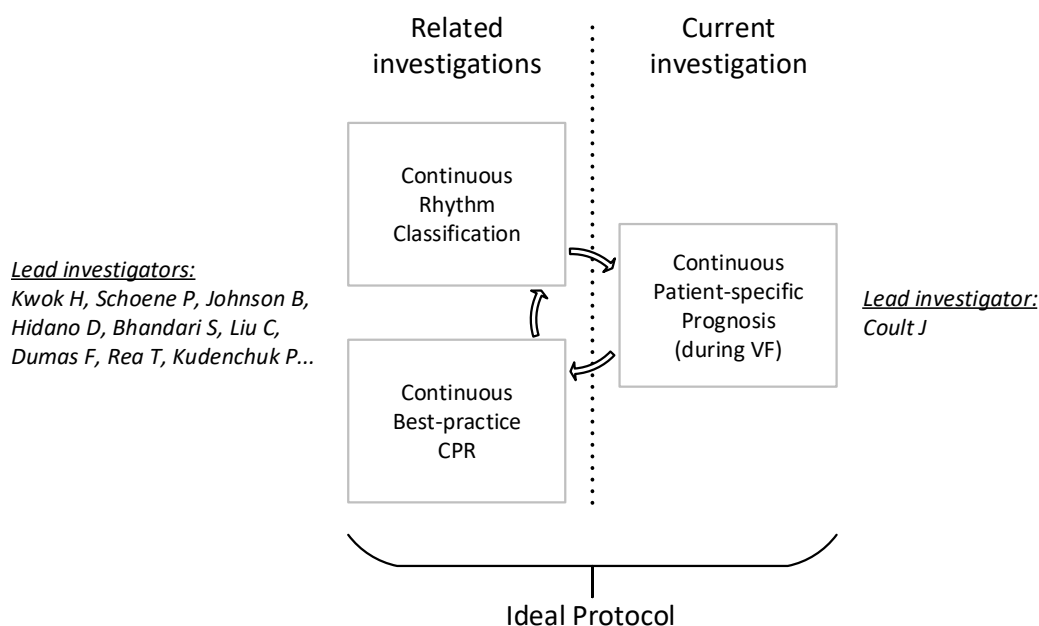 Related
investigations
Current
investigation
Continuous
Rhythm
Classification
Lead investigators:
Kwok H, Schoene P, Johnson B,
Hidano D, Bhandari S, Liu C,
Dumas F, Rea T, Kudenchuk P...
Continuous
Patient-specific
Prognosis
(during VF)
Lead investigator:
Coult J
Continuous
Best-practice
CPR
Ideal Protocol